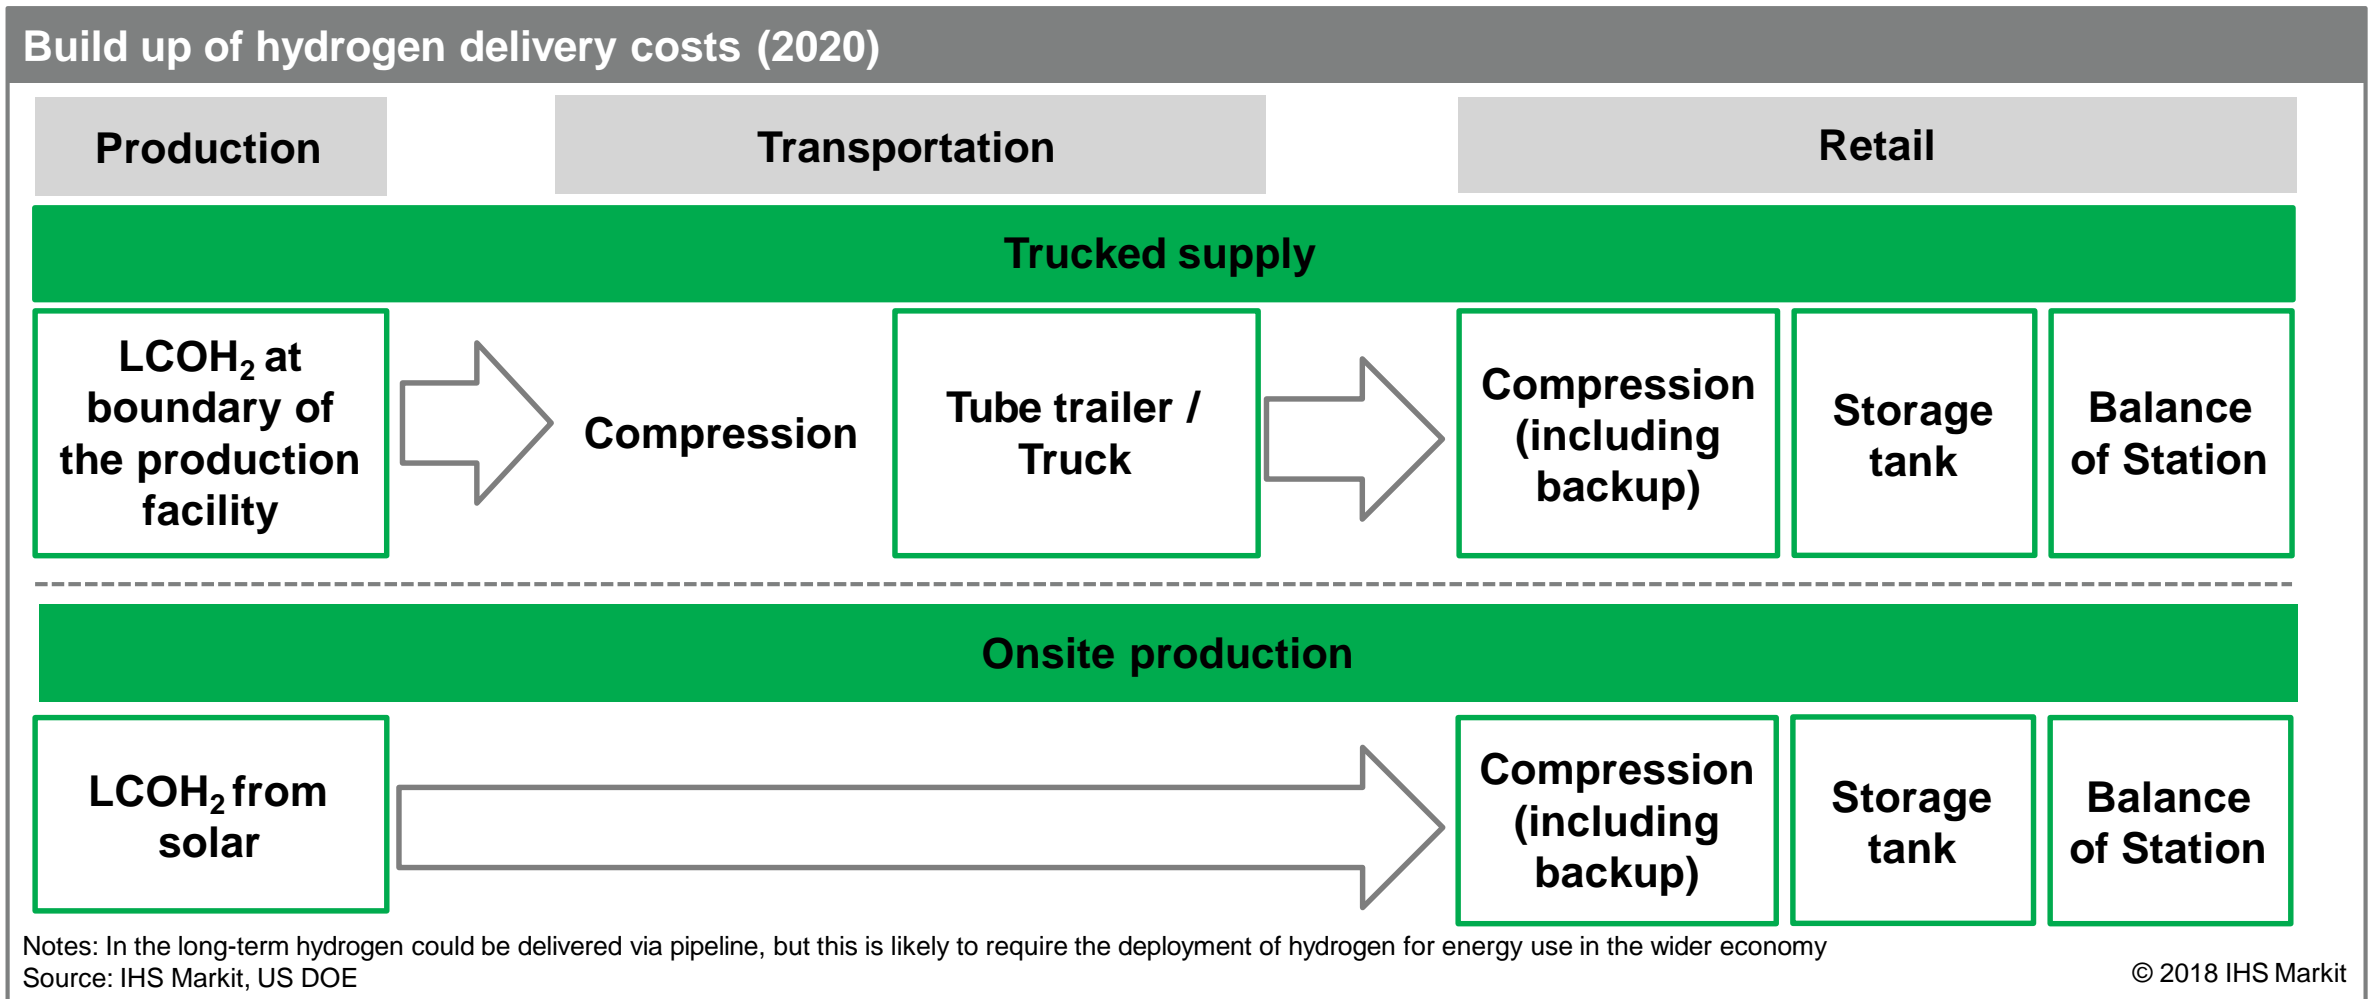 Build up of hydrogen delivery costs (2020)
Production
Transportation
Retail
Trucked supply
LCOH₂ at
boundary of
the production
facility
Compression
Tube trailer /
Truck
Compression
(including
backup)
Storage
tank
Balance
of Station
Onsite production
LCOH₂ from
solar
Compression
(including
backup)
Storage
tank
Balance
of Station
Notes: In the long-term hydrogen could be delivered via pipeline, but this is likely to require the deployment of hydrogen for energy use in the wider economy
Source: IHS Markit, US DOE
© 2018 IHS Markit